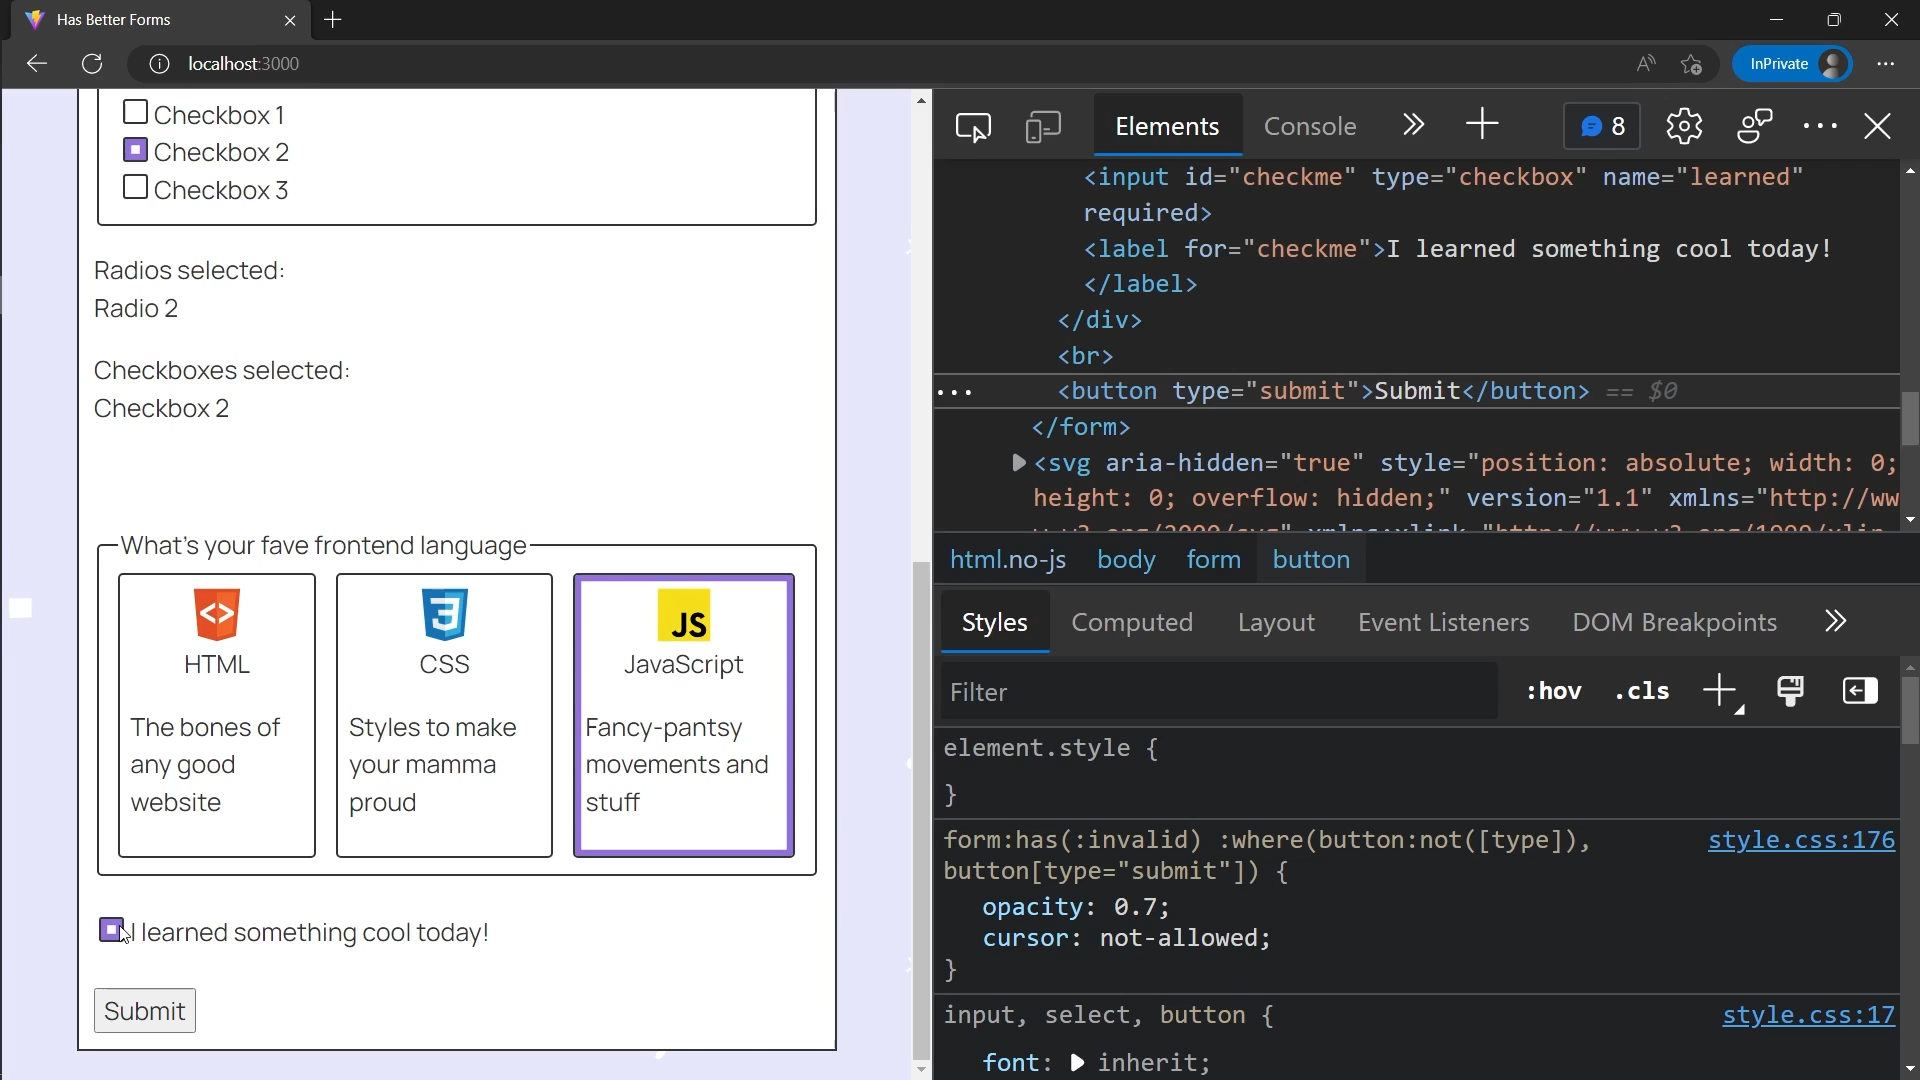 Has Better Forms
localhost:3000
InPrivate
Checkbox 1
Checkbox 2
Checkbox 3
Radios selected:
Radio 2
Checkboxes selected:
Checkbox 2
What's your fave frontend language
JS
HTML
CSS
JavaScript
The bones of
any good
website
Styles to make
your mamma
proud
Fancy-pantsy
movements and
stuff
I learned something cool today!
Submit
Elements
Console
8
<input id="checkme" type="checkbox" name="learned"
required>
<label for="checkme">I learned something cool today!
</label>
</div>
<br>
<button type="submit">Submit</button> == $0
</form>
<svg aria-hidden="true" style="position: absolute; width: 0;
height: 0; overflow: hidden;" version="1.1" xmlns="http://ww
html.no-js
body
form
button
Styles
Computed
Layout
Event Listeners
DOM Breakpoints
Filter
:hov
.cls
element.style {
}
form:has(:invalid) :where(button:not([type]),
style.css:176
button[type="submit"]) {
opacity: 0.7;
cursor: not-allowed;
}
input, select, button {
style.css:17
font: inherit;